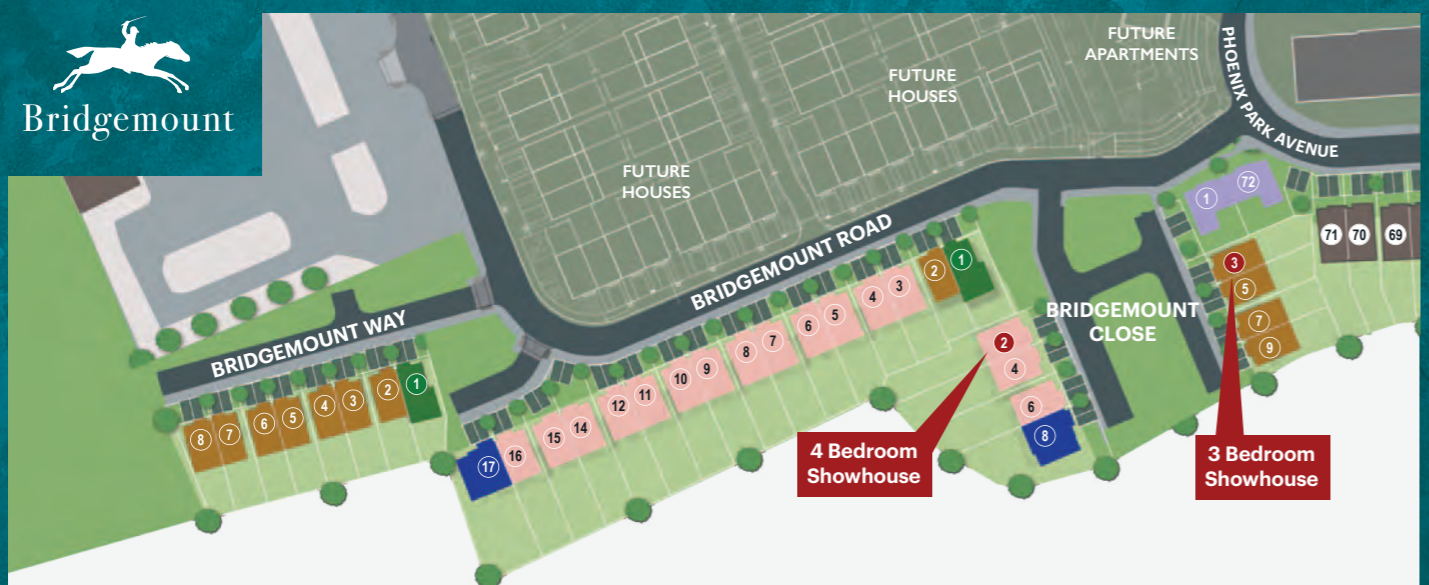 Bridgemount
FUTURE
APARTMENTS
FUTURE
HOUSES
FUTURE
HOUSES
PHOENIX PARK AVENUE
BRIDGEMOUNT ROAD
BRIDGEMOUNT WAY
BRIDGEMOUNT
CLOSE
1 72
71 70 69
3
5
7
9
2 1
4 3
6 5
8 7
10 9
12 11
15 14
17 16
2
4
6
8
8 7 6 5 4 3 2 1
4 Bedroom
Showhouse
3 Bedroom
Showhouse